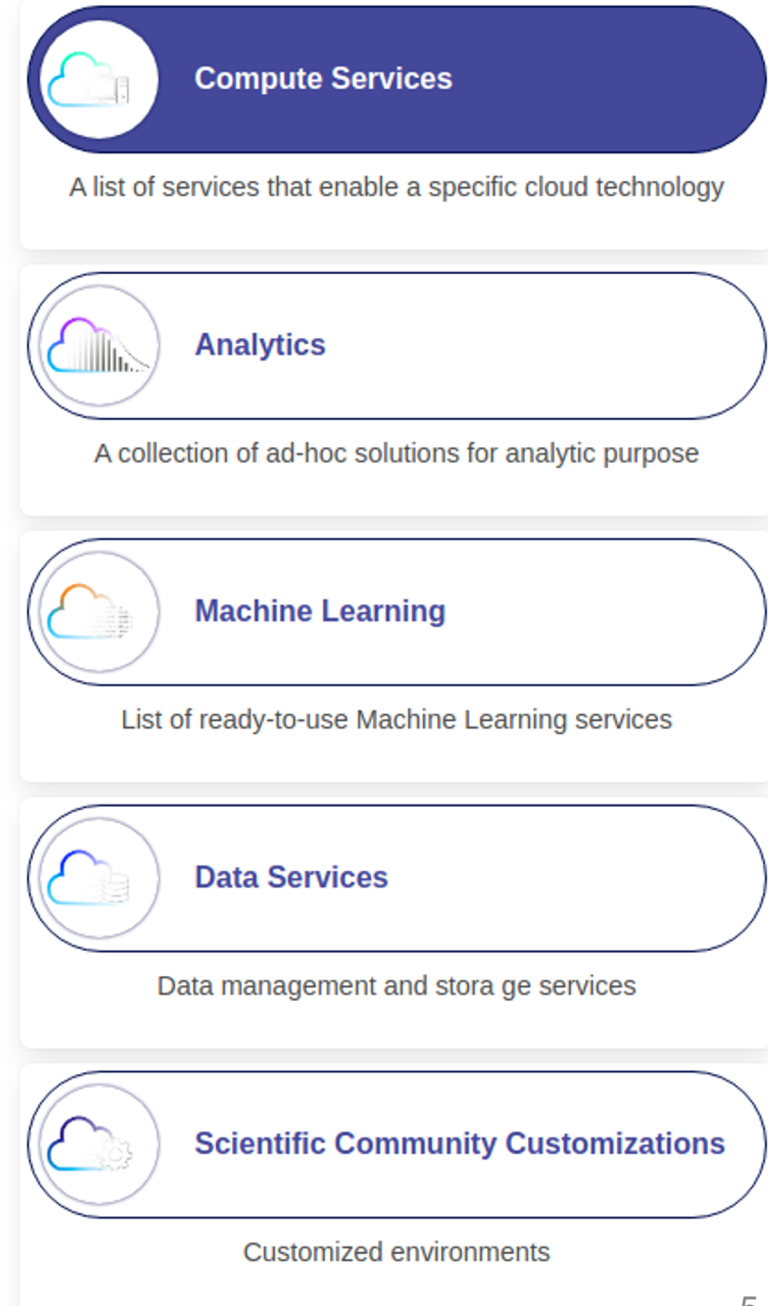 Compute Services
A list of services that enable a specific cloud technology
Analytics
A collection of ad-hoc solutions for analytic purpose
Machine Learning
List of ready-to-use Machine Learning services
Data Services
Data management and stora ge services
Scientific Community Customizations
Customized environments
5